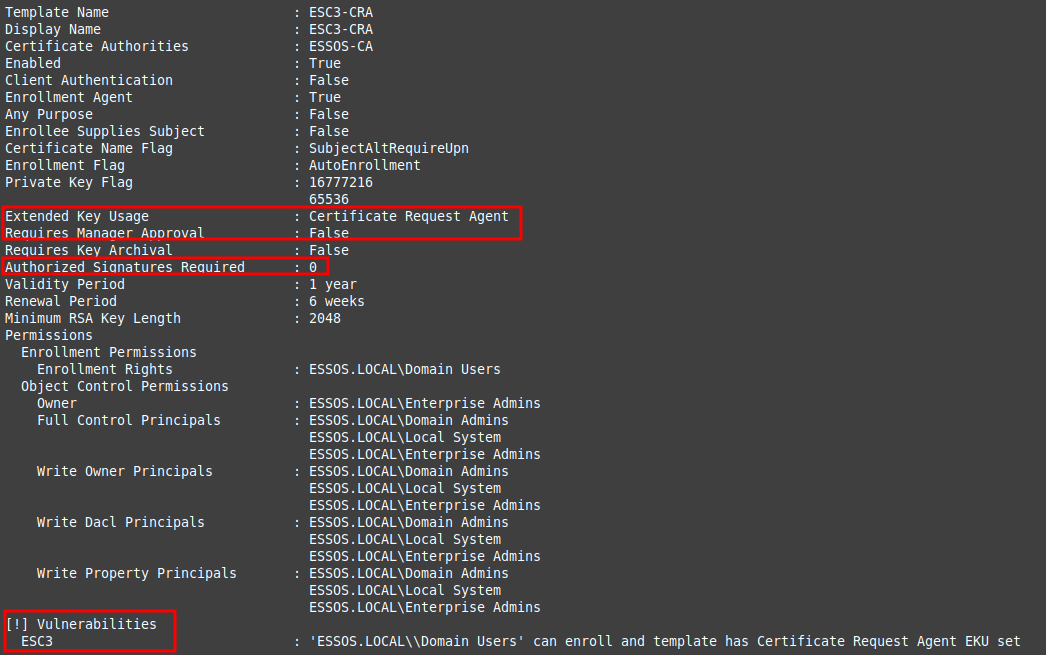 Template Name : ESC3-CRA
Display Name : ESC3-CRA
Certificate Authorities : ESSOS-CA
Enabled : True
Client Authentication : False
Enrollment Agent : True
Any Purpose : False
Enrollee Supplies Subject : False
Certificate Name Flag : SubjectAltRequireUpn
Enrollment Flag : AutoEnrollment
Private Key Flag : 16777216
65536
Extended Key Usage : Certificate Request Agent
Requires Manager Approval : False
Requires Key Archival : False
Authorized Signatures Required : 0
Validity Period : 1 year
Renewal Period : 6 weeks
Minimum RSA Key Length : 2048
Permissions
Enrollment Permissions
Enrollment Rights : ESSOS.LOCAL\Domain Users
Object Control Permissions
Owner : ESSOS.LOCAL\Enterprise Admins
Full Control Principals : ESSOS.LOCAL\Domain Admins
ESSOS.LOCAL\Local System
ESSOS.LOCAL\Enterprise Admins
Write Owner Principals : ESSOS.LOCAL\Domain Admins
ESSOS.LOCAL\Local System
ESSOS.LOCAL\Enterprise Admins
Write Dacl Principals : ESSOS.LOCAL\Domain Admins
ESSOS.LOCAL\Local System
ESSOS.LOCAL\Enterprise Admins
Write Property Principals : ESSOS.LOCAL\Domain Admins
ESSOS.LOCAL\Local System
ESSOS.LOCAL\Enterprise Admins
[!] Vulnerabilities
ESC3 : 'ESSOS.LOCAL\\Domain Users' can enroll and template has Certificate Request Agent EKU set